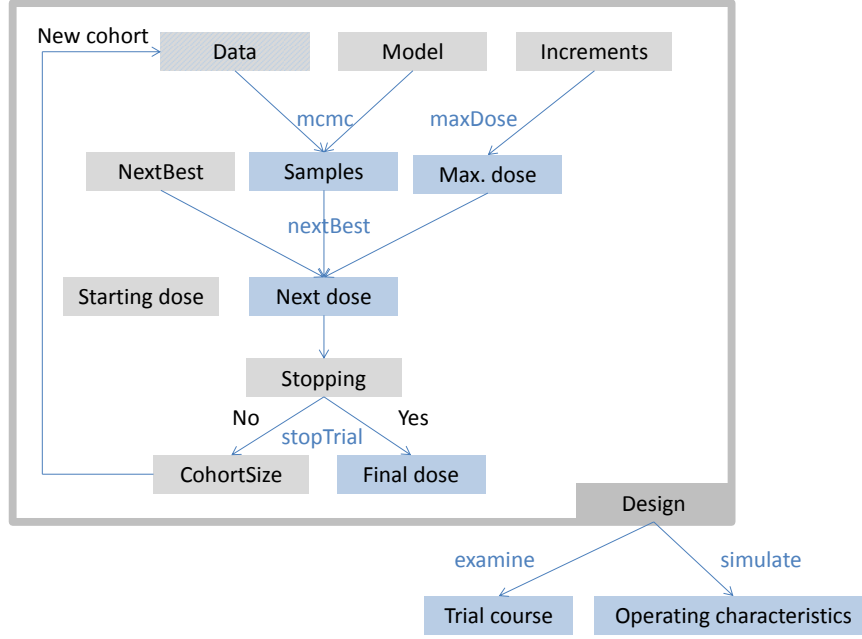 New cohort
Data
Model
Increments
mcmc
maxDose
NextBest
Samples
Max. dose
nextBest
Starting dose
Next dose
Stopping
No
Yes
stopTrial
CohortSize
Final dose
Design
examine
simulate
Trial course
Operating characteristics